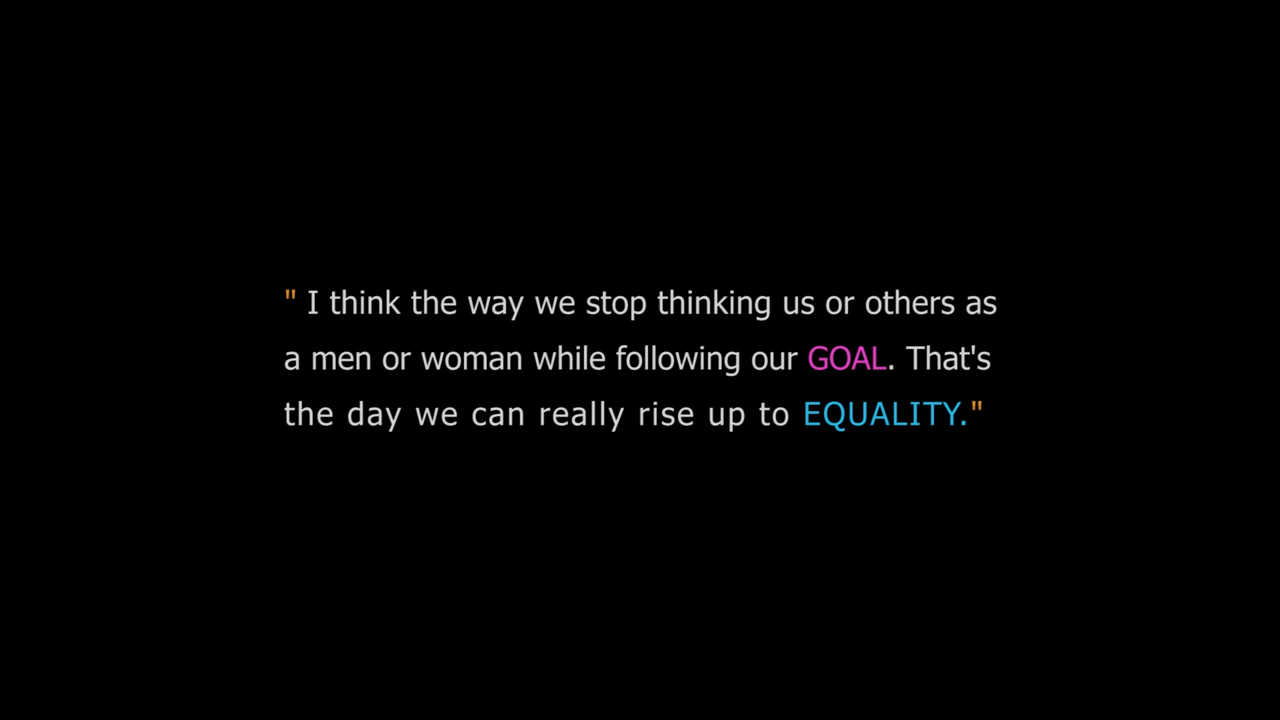 " I think the way we stop thinking us or others as
a men or woman while following our GOAL. That's
the day we can really rise up to EQUALITY."